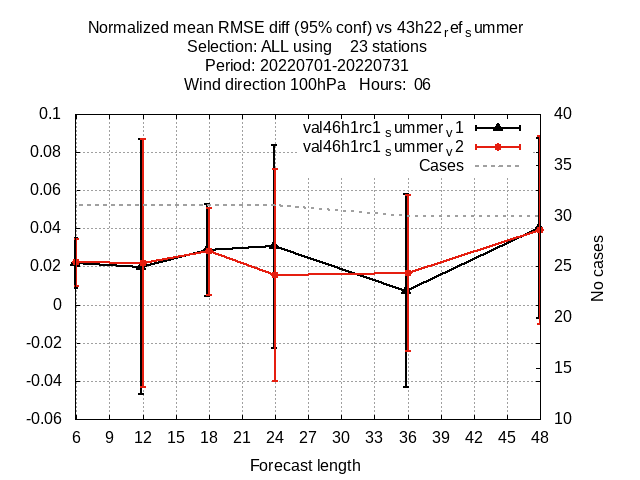 Normalized mean RMSE diff (95% conf) vs 43h22refsummer
Selection: ALL using 23 stations
Period: 20220701-20220731
Wind direction 100hPa Hours: 06
0.1 40
val46h1rc1summerv1
val46h1rc1summerv2
Cases
0.08 35
0.06
0.04 30
0.02 25
0 20
-0.02
-0.04 15
-0.06 10
No cases
6 9 12 15 18 21 24 27 30 33 36 39 42 45 48
Forecast length